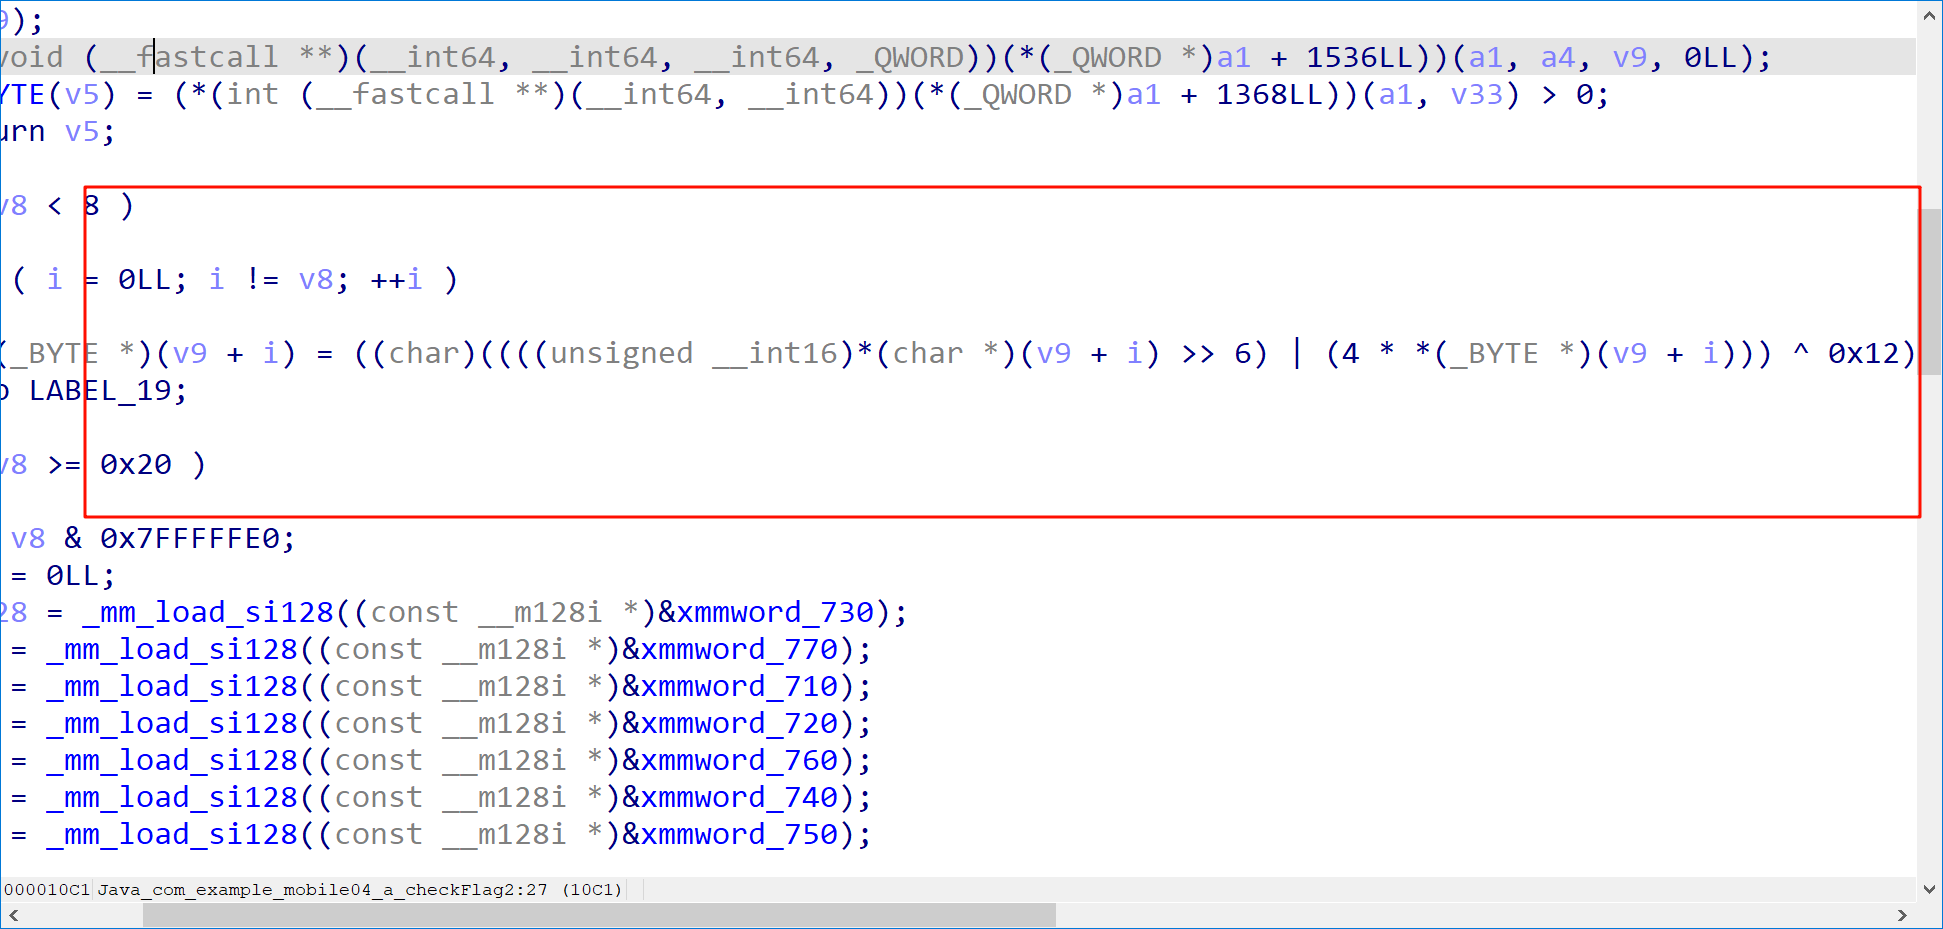 9);
void (__fastcall **)(__int64, __int64, __int64, _QWORD))(*(_QWORD *)a1 + 1536LL))(a1, a4, v9, 0LL);
YTE(v5) = (*(int (__fastcall **)(__int64, __int64))(*(_QWORD *)a1 + 1368LL))(a1, v33) > 0;
urn v5;
v8 < 8 )
( i = 0LL; i != v8; ++i )
(_BYTE *)(v9 + i) = ((char)((((unsigned __int16)*(char *)(v9 + i) >> 6) | (4 * *(_BYTE *)(v9 + i))) ^ 0x12)
o LABEL_19;
v8 >= 0x20 )
v8 & 0x7FFFFFE0;
= 0LL;
28 = _mm_load_si128((const __m128i *)&xmmword_730);
= _mm_load_si128((const __m128i *)&xmmword_770);
= _mm_load_si128((const __m128i *)&xmmword_710);
= _mm_load_si128((const __m128i *)&xmmword_720);
= _mm_load_si128((const __m128i *)&xmmword_760);
= _mm_load_si128((const __m128i *)&xmmword_740);
= _mm_load_si128((const __m128i *)&xmmword_750);
000010C1 Java_com_example_mobile04_a_checkFlag2:27 (10C1)